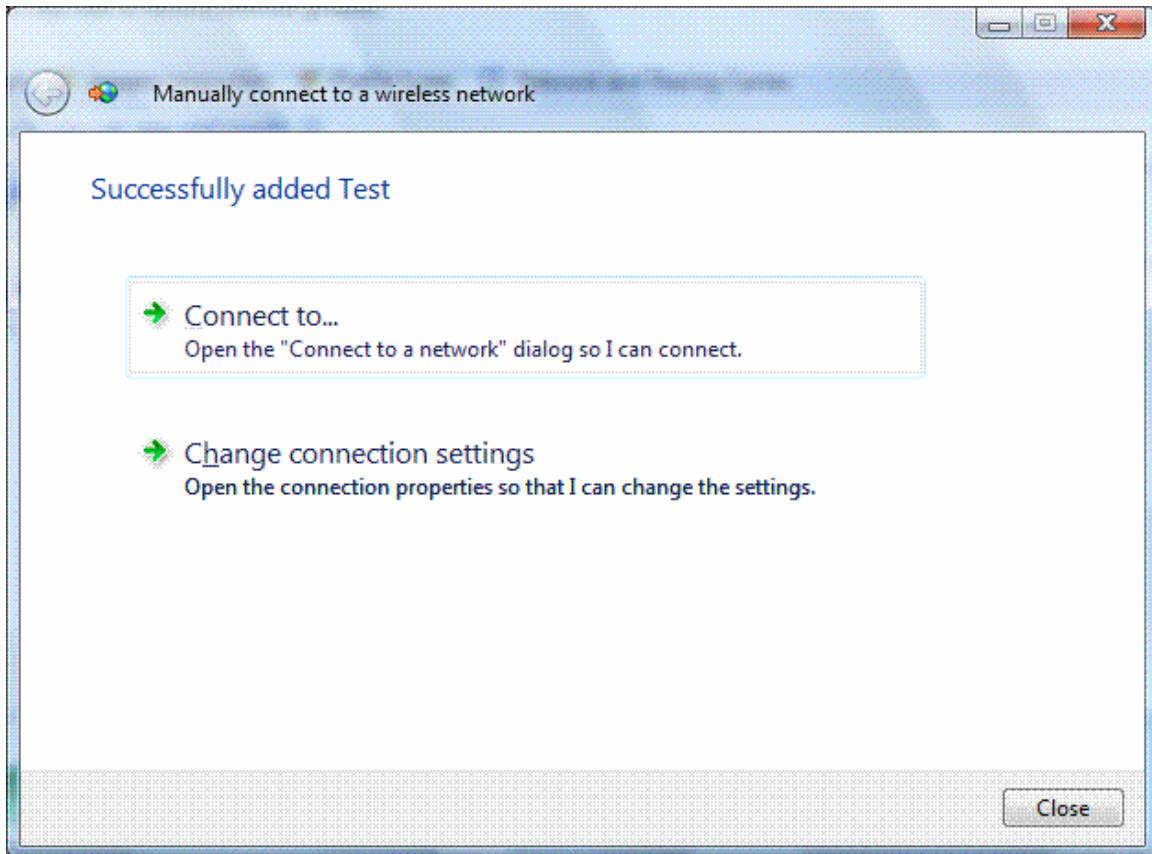 Manually connect to a wireless network
Successfully added Test
Connect to...
Open the "Connect to a network" dialog so I can connect.
Change connection settings
Open the connection properties so that I can change the settings.
Close